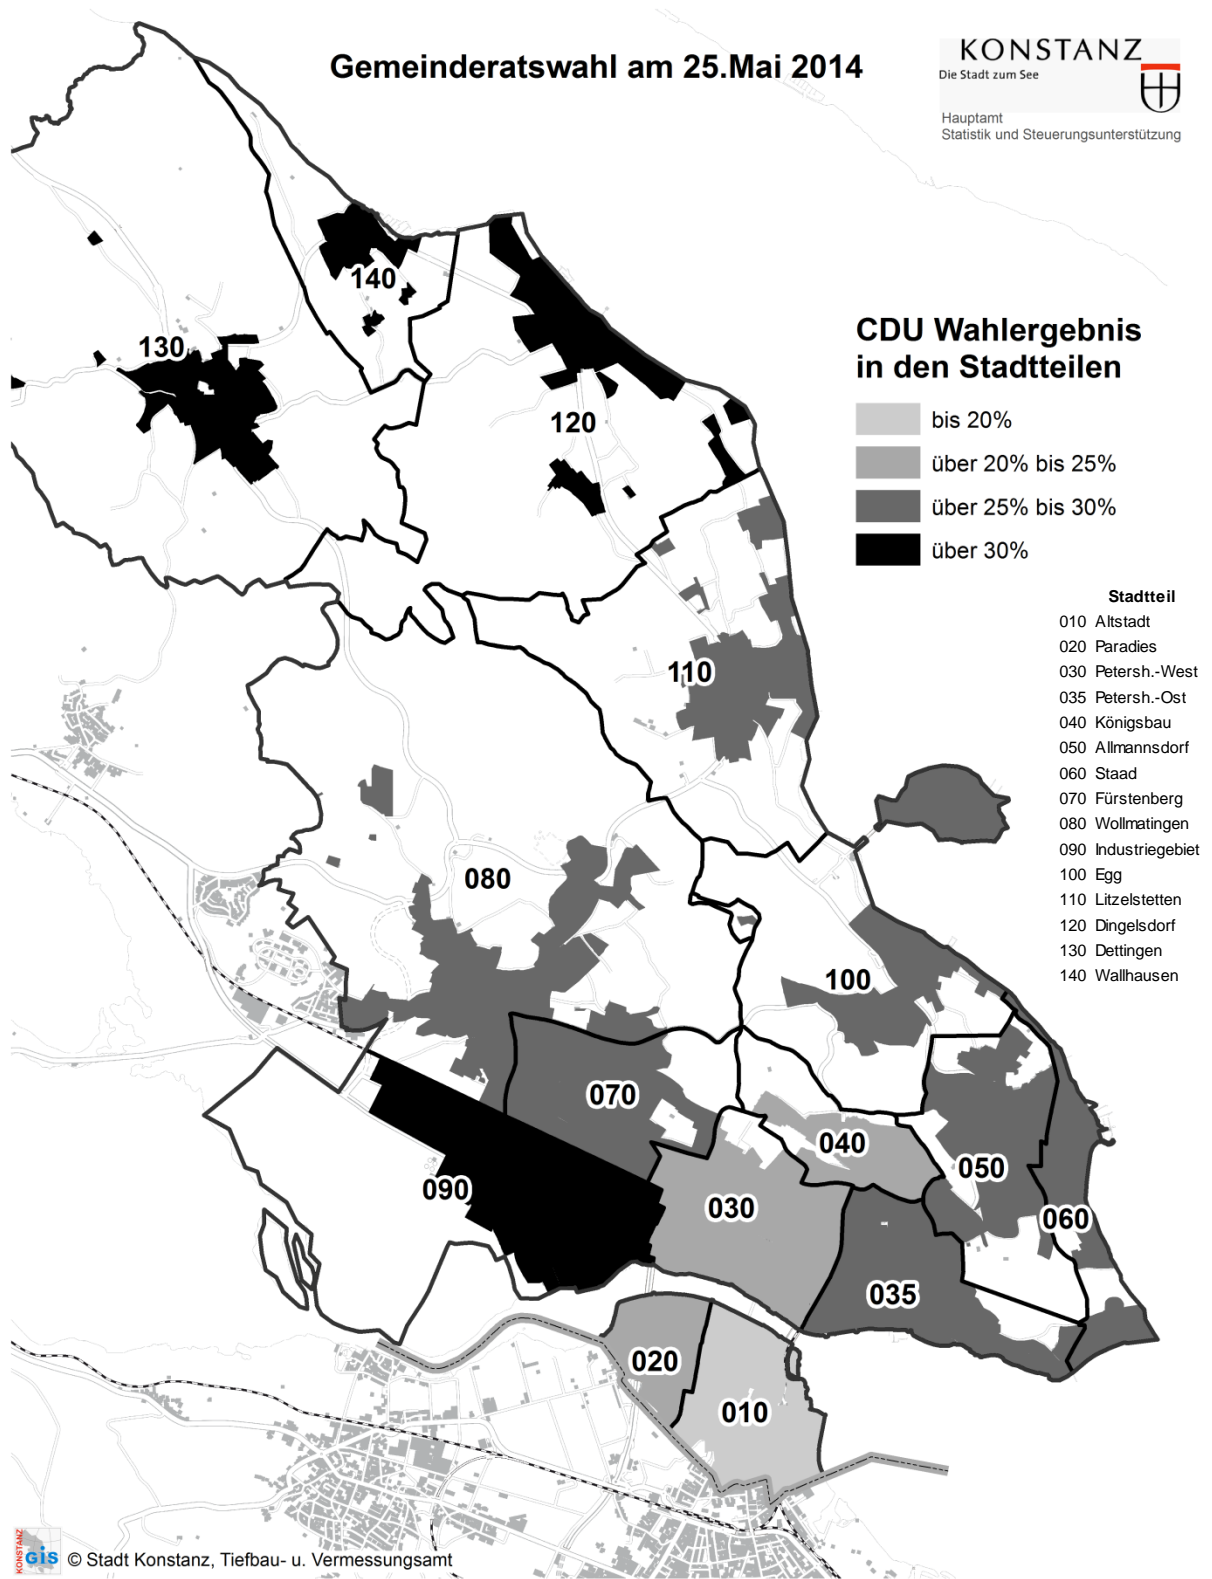 Gemeinderatswahl am 25.Mai 2014
KONSTANZ
Die Stadt zum See
Hauptamt
Statistik und Steuerungsunterstützung
CDU Wahlergebnis
in den Stadtteilen
bis 20%
über 20% bis 25%
über 25% bis 30%
über 30%
Stadtteil
010 Altstadt
020 Paradies
030 Petersh.-West
035 Petersh.-Ost
040 Königsbau
050 Allmannsdorf
060 Staad
070 Fürstenberg
080 Wollmatingen
090 Industriegebiet
100 Egg
110 Litzelstetten
120 Dingelsdorf
130 Dettingen
140 Wallhausen
140
130
120
110
080
100
070
040
050
090
030
060
035
020
010
KONSTANZ
GIS
© Stadt Konstanz, Tiefbau- u. Vermessungsamt